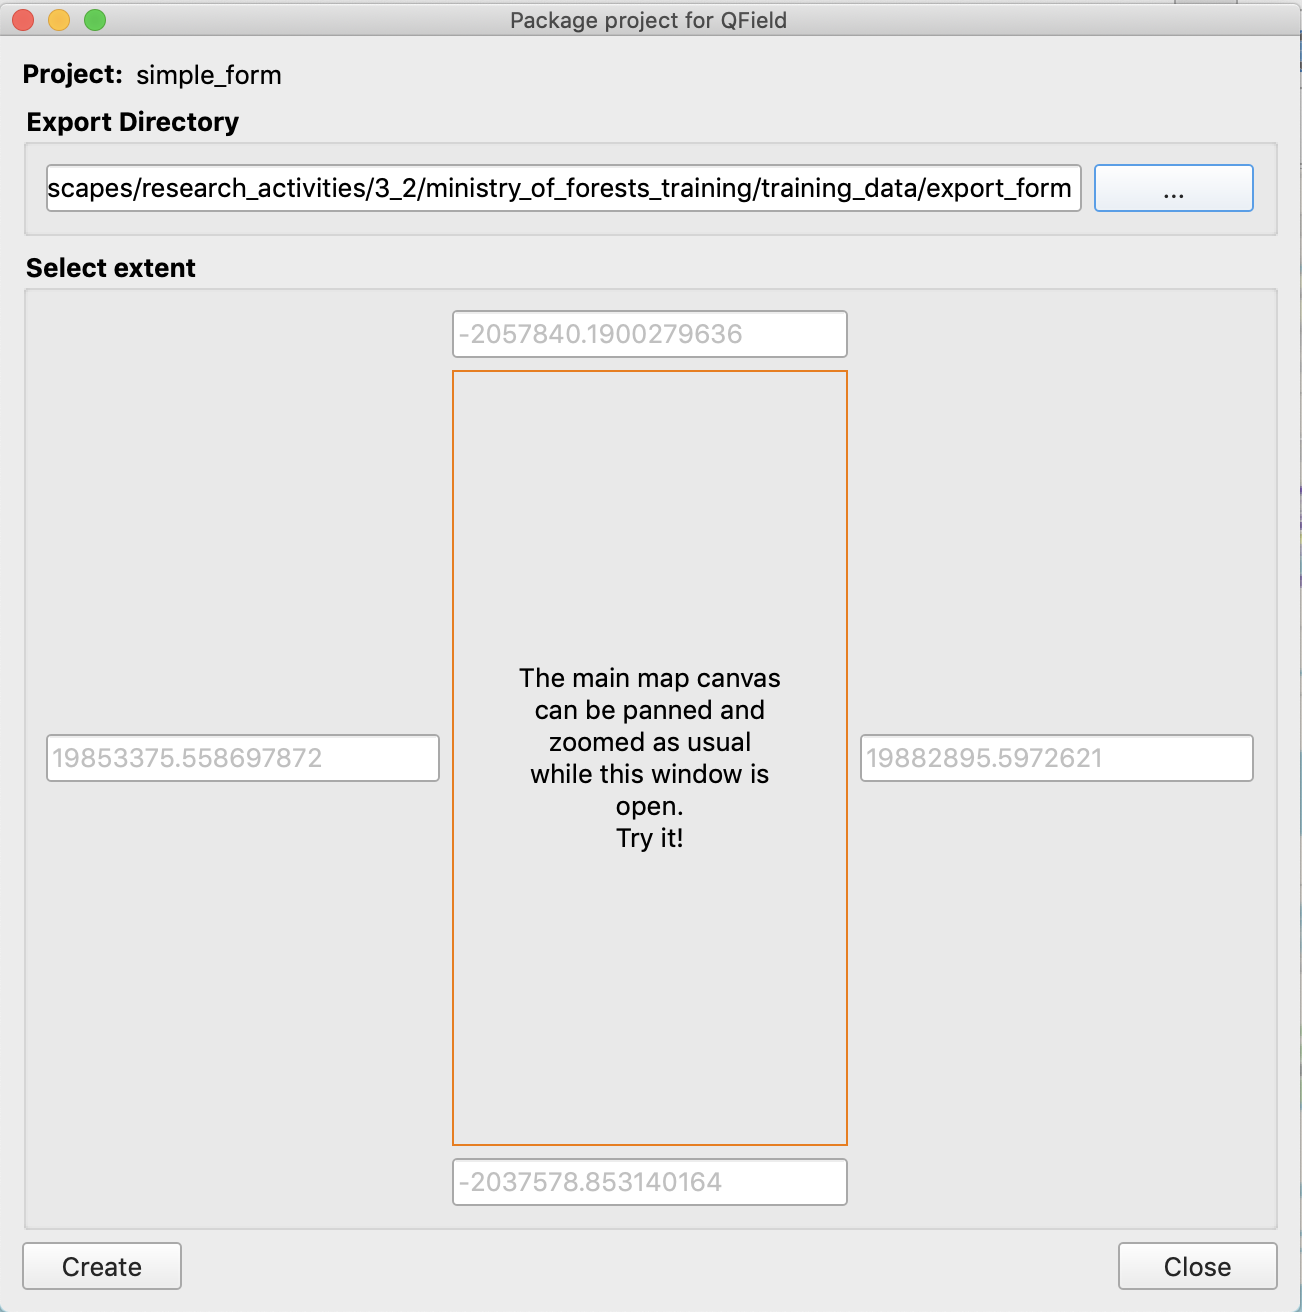 Package project for QField
Project: simple_form
Export Directory
scapes/research_activities/3_2/ministry_of_forests_training/training_data/export_form
...
Select extent
-2057840.1900279636
The main map canvas
can be panned and
zoomed as usual
while this window is
open.
Try it!
19853375.558697872
19882895.5972621
-2037578.853140164
Create
Close